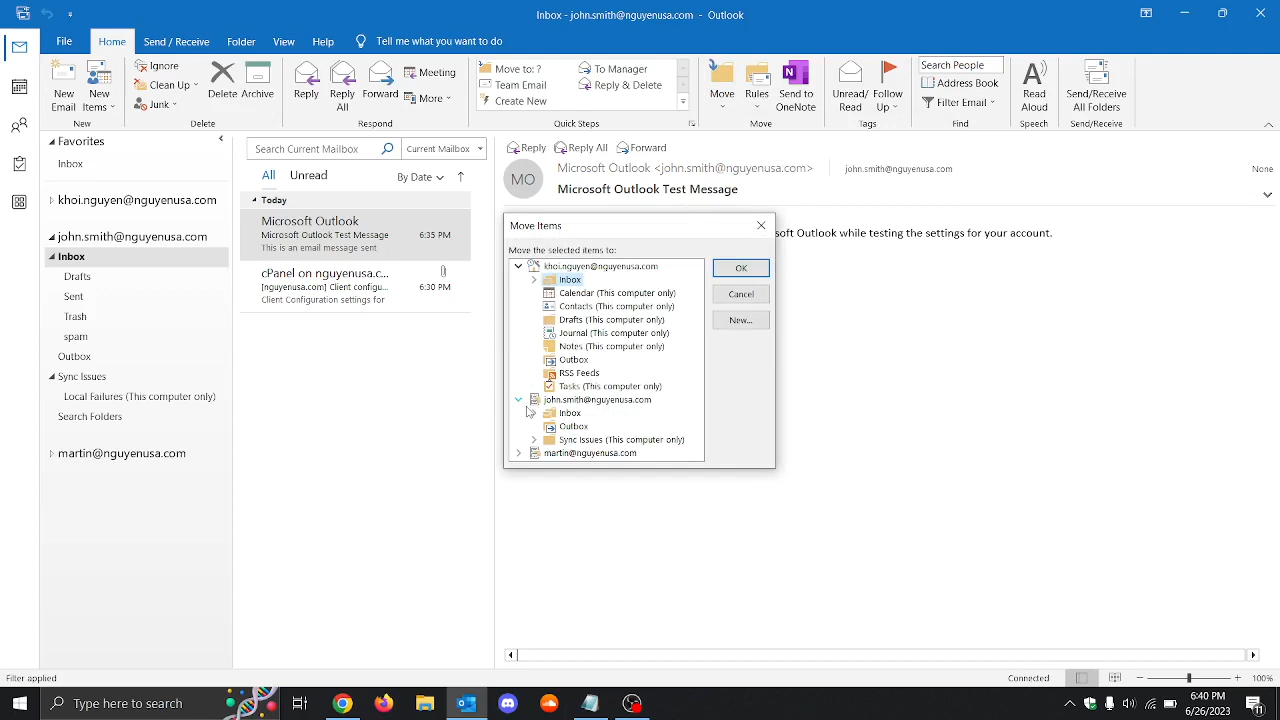 Inbox - john.smith@nguyenusa.com - Outlook
File
Home
Send / Receive
Folder
View
Help
Tell me what you want to do
New Email
New Items
New
Ignore
Clean Up
Junk
Delete
Archive
Delete
Reply
Reply All
Forward
Meeting
More
Respond
Move to: ?
Team Email
Create New
To Manager
Reply & Delete
Quick Steps
Move
Rules
Send to OneNote
Move
Unread/ Read
Follow Up
Tags
Search People
Address Book
Filter Email
Find
Read Aloud
Speech
Send/Receive All Folders
Send/Receive
Favorites
Inbox
khoi.nguyen@nguyenusa.com
john.smith@nguyenusa.com
Inbox
Drafts
Sent
Trash
spam
Outbox
Sync Issues
Local Failures (This computer only)
Search Folders
martin@nguyenusa.com
Search Current Mailbox
Current Mailbox
All
Unread
By Date
Today
Microsoft Outlook
Microsoft Outlook Test Message
6:35 PM
This is an email message sent
cPanel on nguyenusa.c...
[nguyenusa.com] Client configu...
6:30 PM
Client Configuration settings for
Reply
Reply All
Forward
MO
Microsoft Outlook <john.smith@nguyenusa.com>
john.smith@nguyenusa.com
None
Microsoft Outlook Test Message
soft Outlook while testing the settings for your account.
Move Items
Move the selected items to:
khoi.nguyen@nguyenusa.com
Inbox
Calendar (This computer only)
Contacts (This computer only)
Drafts (This computer only)
Journal (This computer only)
Notes (This computer only)
Outbox
RSS Feeds
Tasks (This computer only)
john.smith@nguyenusa.com
Inbox
Outbox
Sync Issues (This computer only)
martin@nguyenusa.com
OK
Cancel
New...
Filter applied
Connected
100%
Type here to search
6:40 PM
6/26/2023